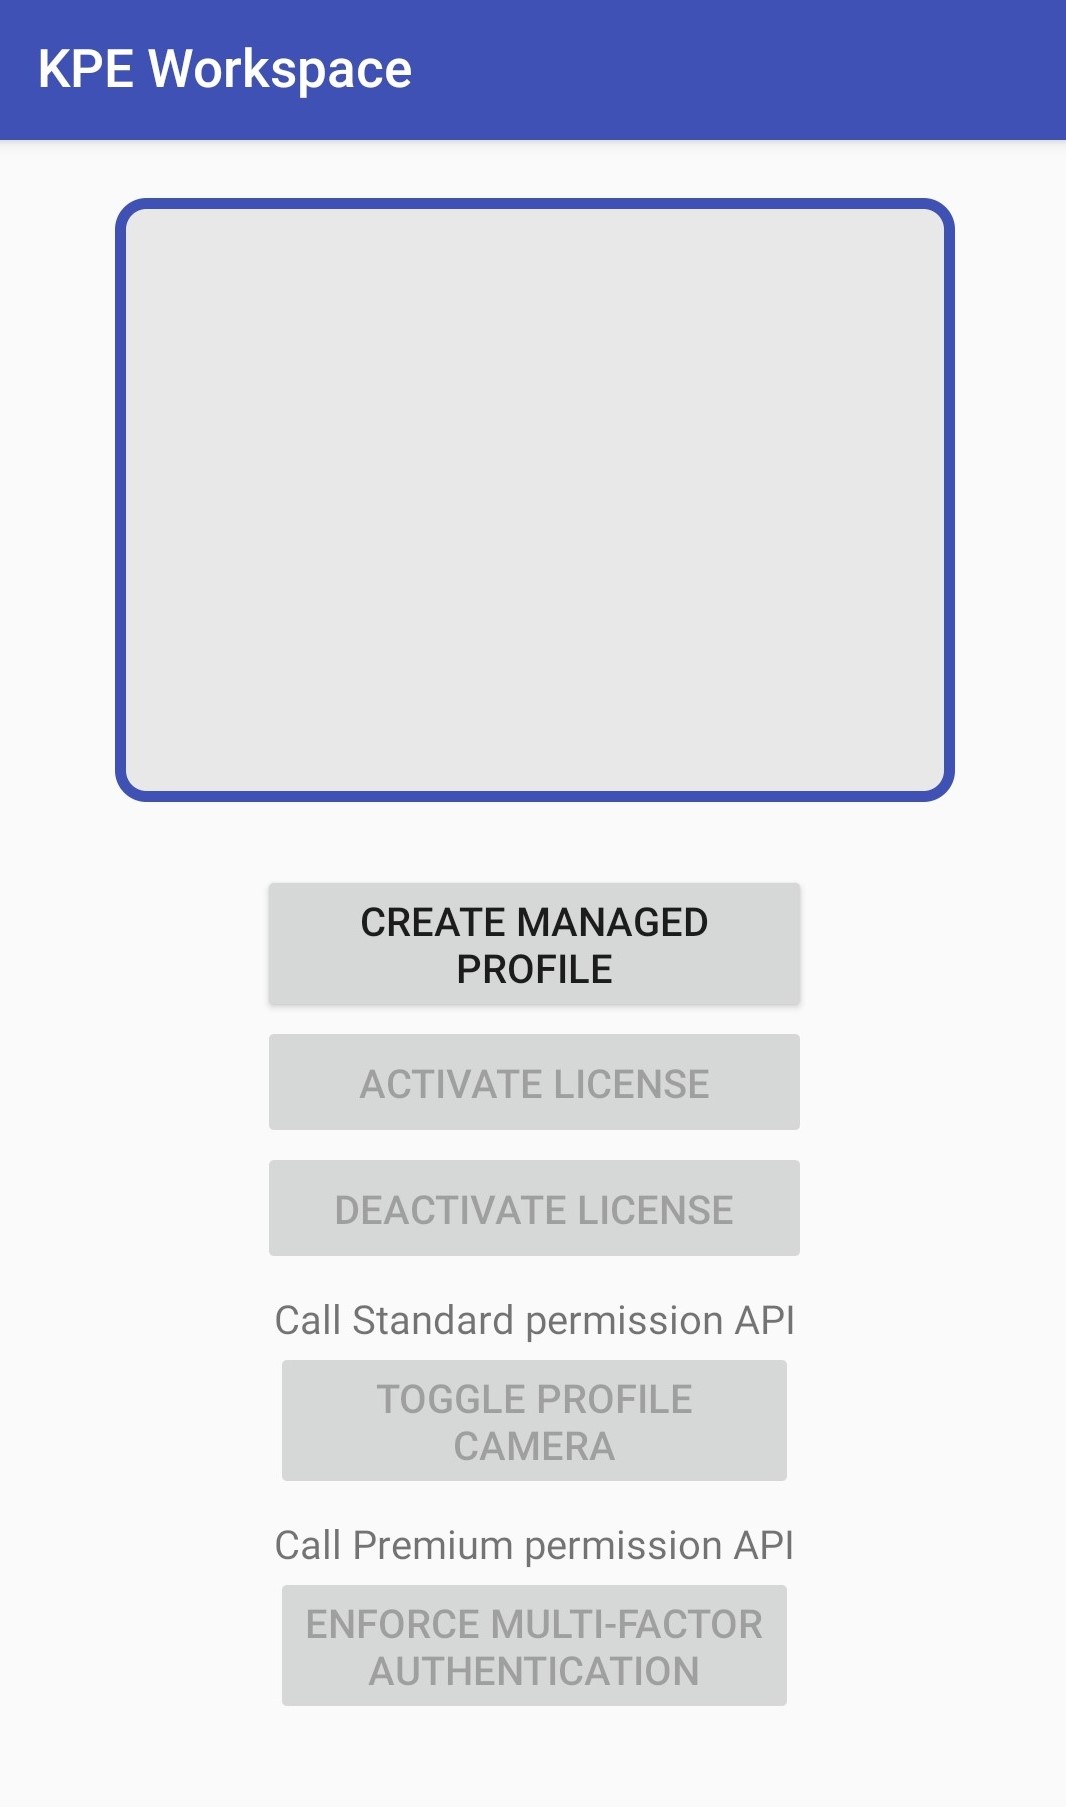 KPE Workspace
CREATE MANAGED
PROFILE
ACTIVATE LICENSE
DEACTIVATE LICENSE
Call Standard permission API
TOGGLE PROFILE
CAMERA
Call Premium permission API
ENFORCE MULTI-FACTOR
AUTHENTICATION